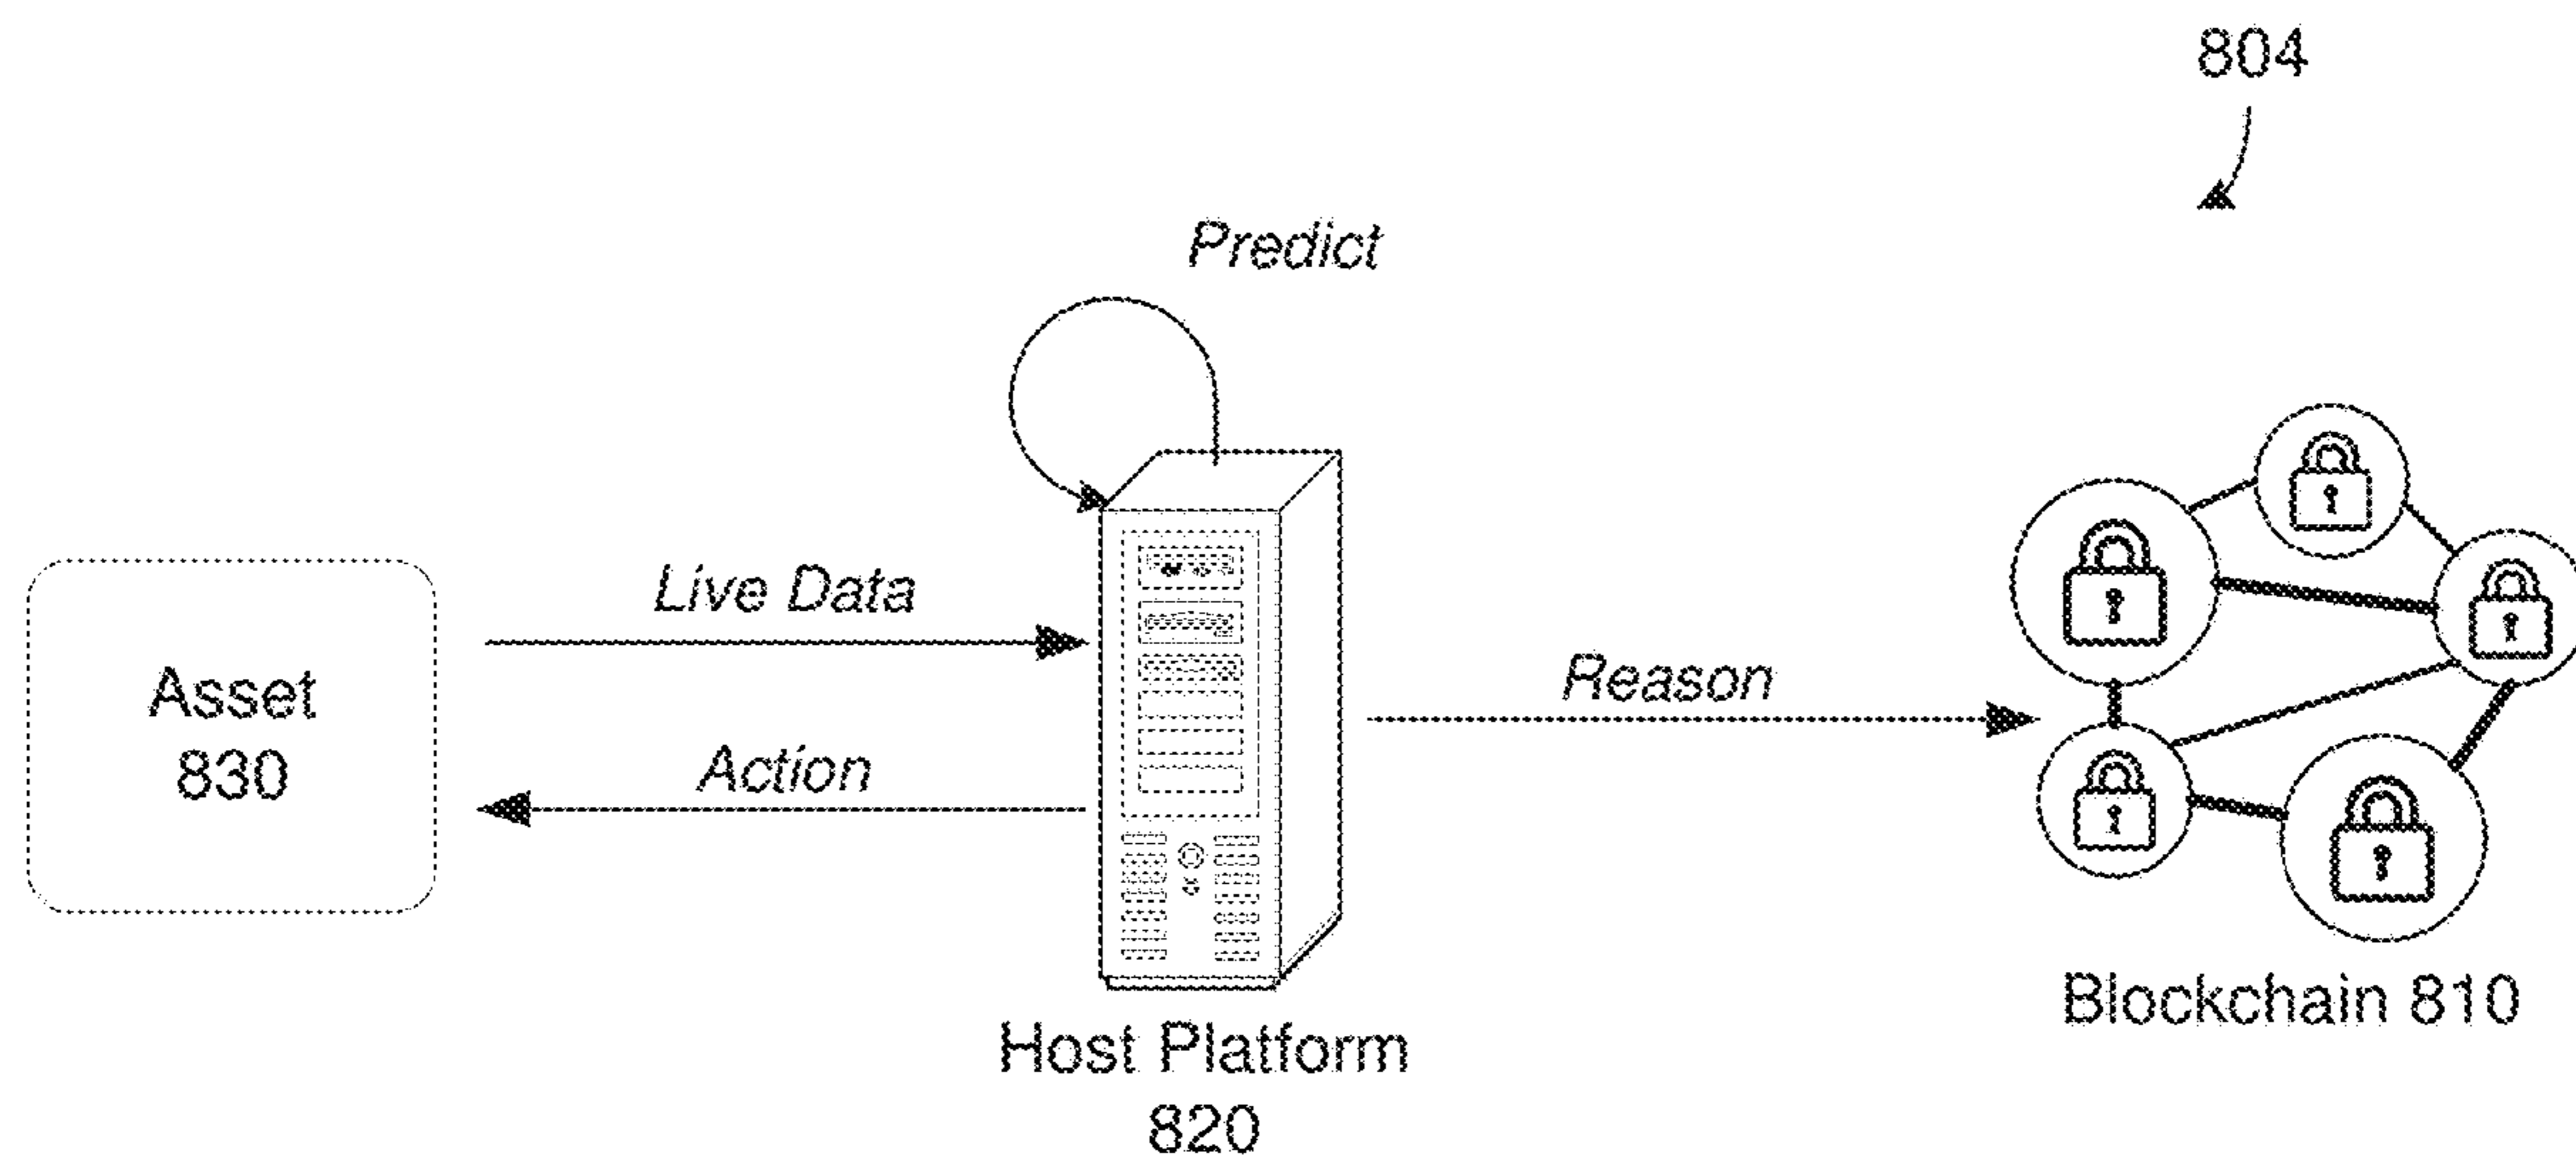 804
Predict
Live Data
Asset
830
Action
Reason
Host Platform
820
Blockchain 810